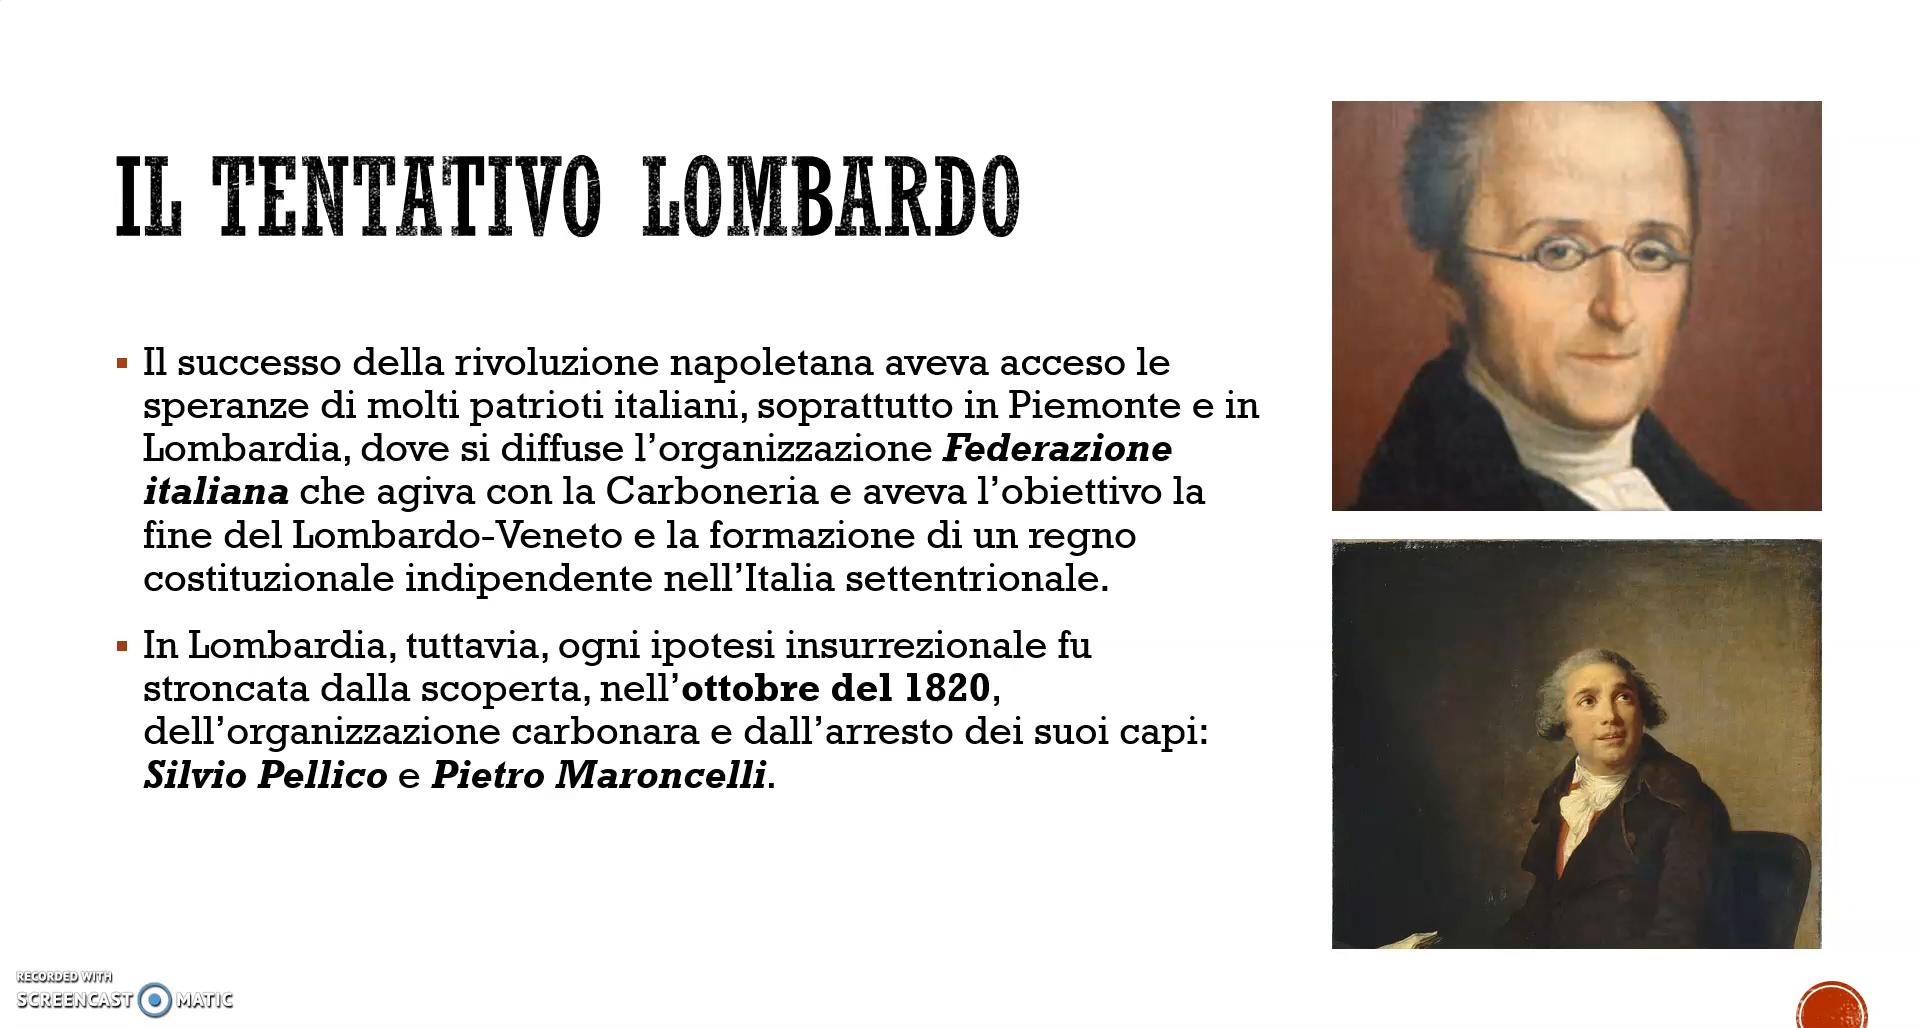 IL TENTATIVO LOMBARDO
Il successo della rivoluzione napoletana aveva acceso le
speranze di molti patrioti italiani, soprattutto in Piemonte e in
Lombardia, dove si diffuse l’organizzazione Federazione
italiana che agiva con la Carboneria e aveva l’obiettivo la
fine del Lombardo-Veneto e la formazione di un regno
costituzionale indipendente nell’Italia settentrionale.
In Lombardia, tuttavia, ogni ipotesi insurrezionale fu
stroncata dalla scoperta, nell’ottobre del 1820,
dell’organizzazione carbonara e dall’arresto dei suoi capi:
Silvio Pellico e Pietro Maroncelli.
RECORDED WITH
SCREENCAST MATIC